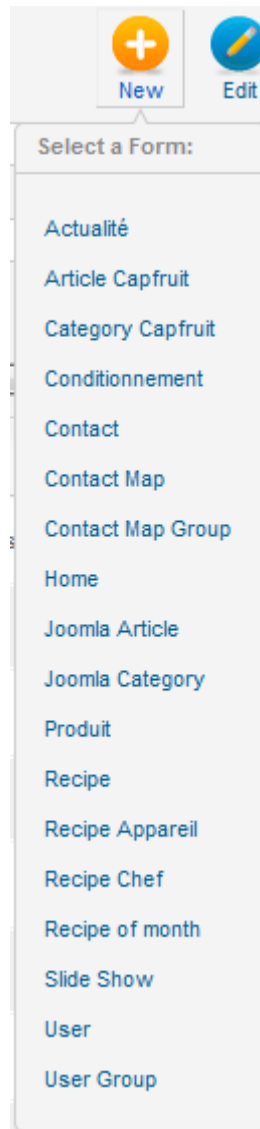 New
Edit
Select a Form:
Actualité
Article Capfruit
Category Capfruit
Conditionnement
Contact
Contact Map
Contact Map Group
Home
Joomla Article
Joomla Category
Produit
Recipe
Recipe Appareil
Recipe Chef
Recipe of month
Slide Show
User
User Group